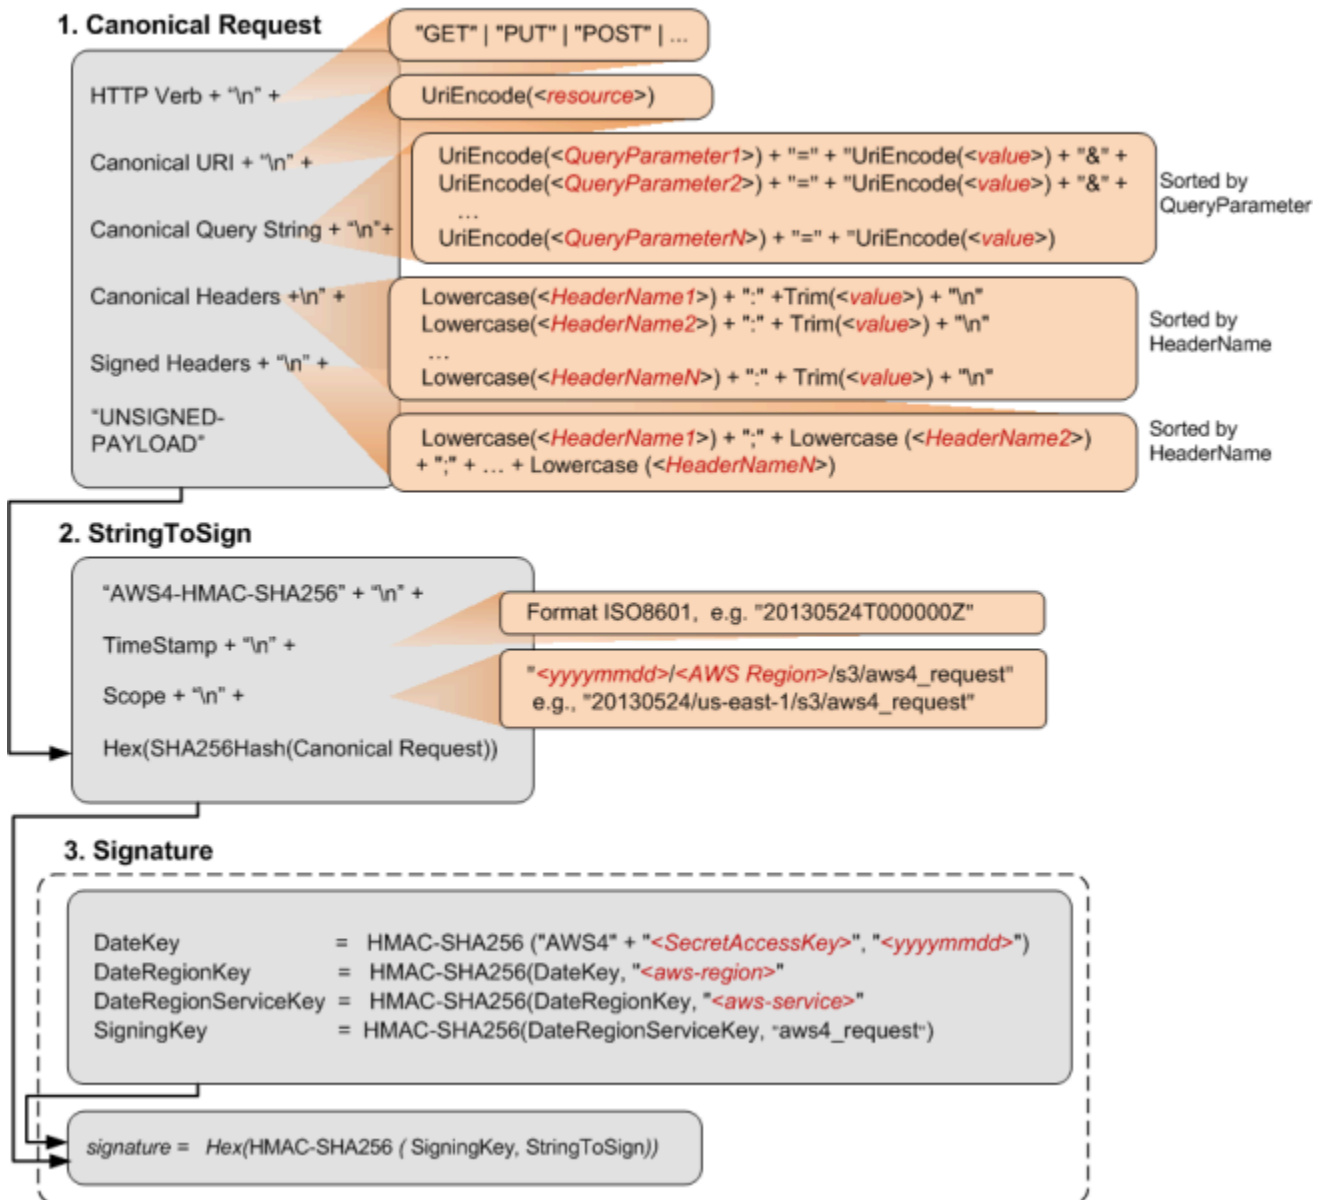 1. Canonical Request
"GET" | "PUT" | "POST" | ...
HTTP Verb + “\n” +
UriEncode(<resource>)
Canonical URI + “\n” +
UriEncode(<QueryParameter1>) + "=" + "UriEncode(<value>) + "&" +
UriEncode(<QueryParameter2>) + "=" + "UriEncode(<value>) + "&" +
...
UriEncode(<QueryParameterN>) + "=" + "UriEncode(<value>)
Sorted by
QueryParameter
Canonical Query String + “\n”+
Canonical Headers +\n” +
Lowercase(<HeaderName1>) + ":" +Trim(<value>) + "\n"
Lowercase(<HeaderName2>) + ":" + Trim(<value>) + "\n"
...
Lowercase(<HeaderNameN>) + ":" + Trim(<value>) + "\n"
Sorted by
HeaderName
Signed Headers + “\n” +
“UNSIGNED-
PAYLOAD”
Lowercase(<HeaderName1>) + ";" + Lowercase (<HeaderName2>)
+ ";" + ... + Lowercase (<HeaderNameN>)
Sorted by
HeaderName
2. StringToSign
“AWS4-HMAC-SHA256” + “\n” +
Format ISO8601, e.g. "20130524T000000Z"
TimeStamp + “\n” +
"<yyyymmdd>/<AWS Region>/s3/aws4_request"
e.g., "20130524/us-east-1/s3/aws4_request"
Scope + “\n” +
Hex(SHA256Hash(Canonical Request))
3. Signature
DateKey = HMAC-SHA256 ("AWS4" + "<SecretAccessKey>", "<yyyymmdd>")
DateRegionKey = HMAC-SHA256(DateKey, "<aws-region>"
DateRegionServiceKey = HMAC-SHA256(DateRegionKey, "<aws-service>"
SigningKey = HMAC-SHA256(DateRegionServiceKey, "aws4_request")
signature = Hex(HMAC-SHA256 ( SigningKey, StringToSign))